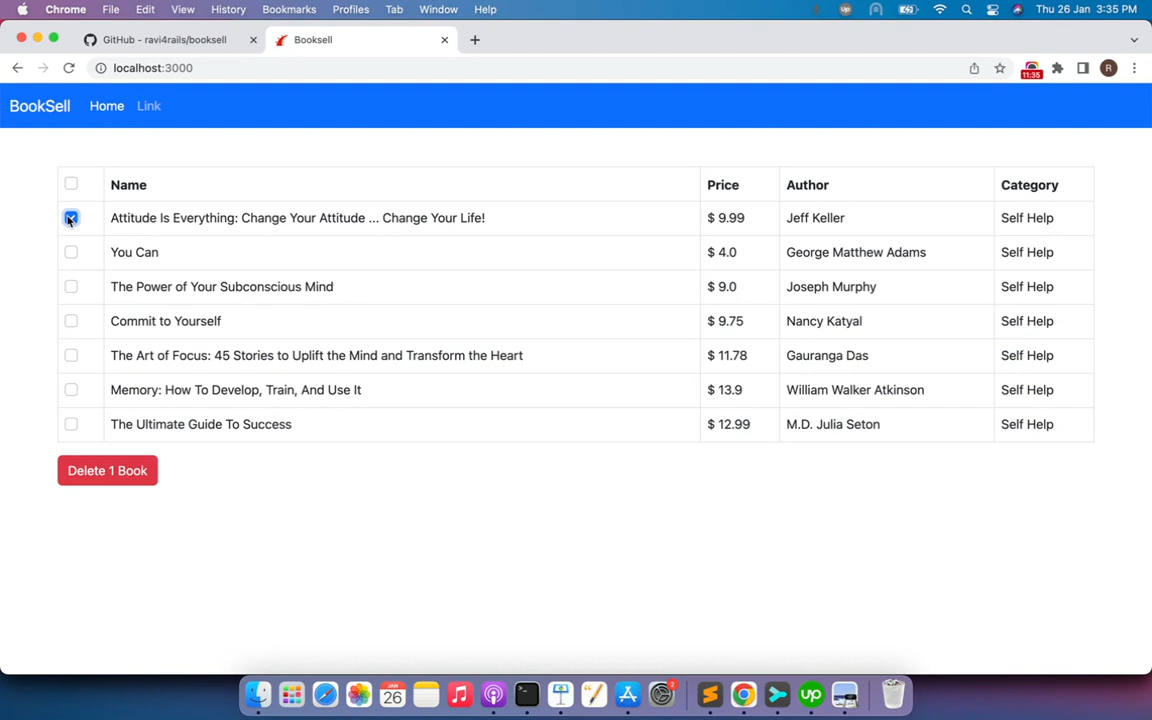 Chrome File Edit View History Bookmarks Profiles Tab Window Help Thu 26 Jan 3:35 PM
GitHub - ravi4rails/booksell Booksell
localhost:3000 11:35 R
BookSell Home Link
Name Price Author Category
Attitude Is Everything: Change Your Attitude ... Change Your Life! $ 9.99 Jeff Keller Self Help
You Can $ 4.0 George Matthew Adams Self Help
The Power of Your Subconscious Mind $ 9.0 Joseph Murphy Self Help
Commit to Yourself $ 9.75 Nancy Katyal Self Help
The Art of Focus: 45 Stories to Uplift the Mind and Transform the Heart $ 11.78 Gauranga Das Self Help
Memory: How To Develop, Train, And Use It $ 13.9 William Walker Atkinson Self Help
The Ultimate Guide To Success $ 12.99 M.D. Julia Seton Self Help
Delete 1 Book
JAN
26
2
up